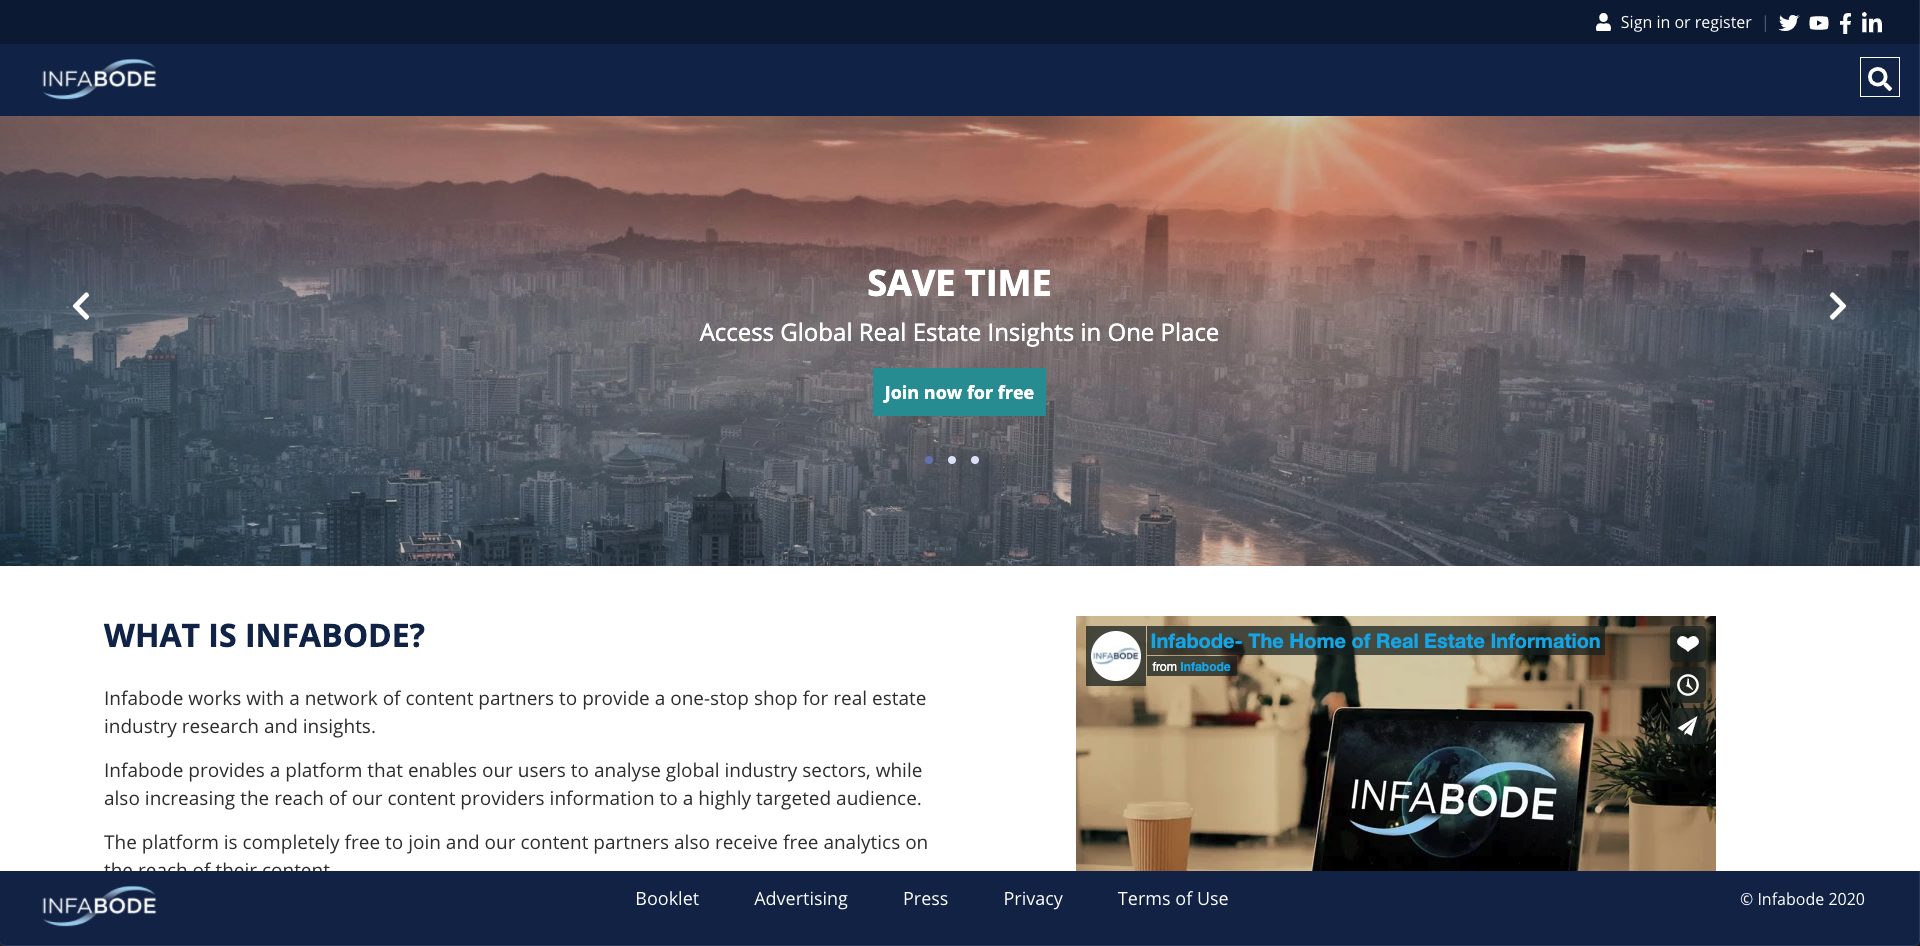 Sign in or register
INFABODE
SAVE TIME
Access Global Real Estate Insights in One Place
Join now for free
WHAT IS INFABODE?
Infabode works with a network of content partners to provide a one-stop shop for real estate
industry research and insights.
Infabode provides a platform that enables our users to analyse global industry sectors, while
also increasing the reach of our content providers information to a highly targeted audience.
The platform is completely free to join and our content partners also receive free analytics on
the reach of their content.
INFABODE
Infabode- The Home of Real Estate Information
from Infabode
INFABODE
INFABODE
Booklet
Advertising
Press
Privacy
Terms of Use
© Infabode 2020